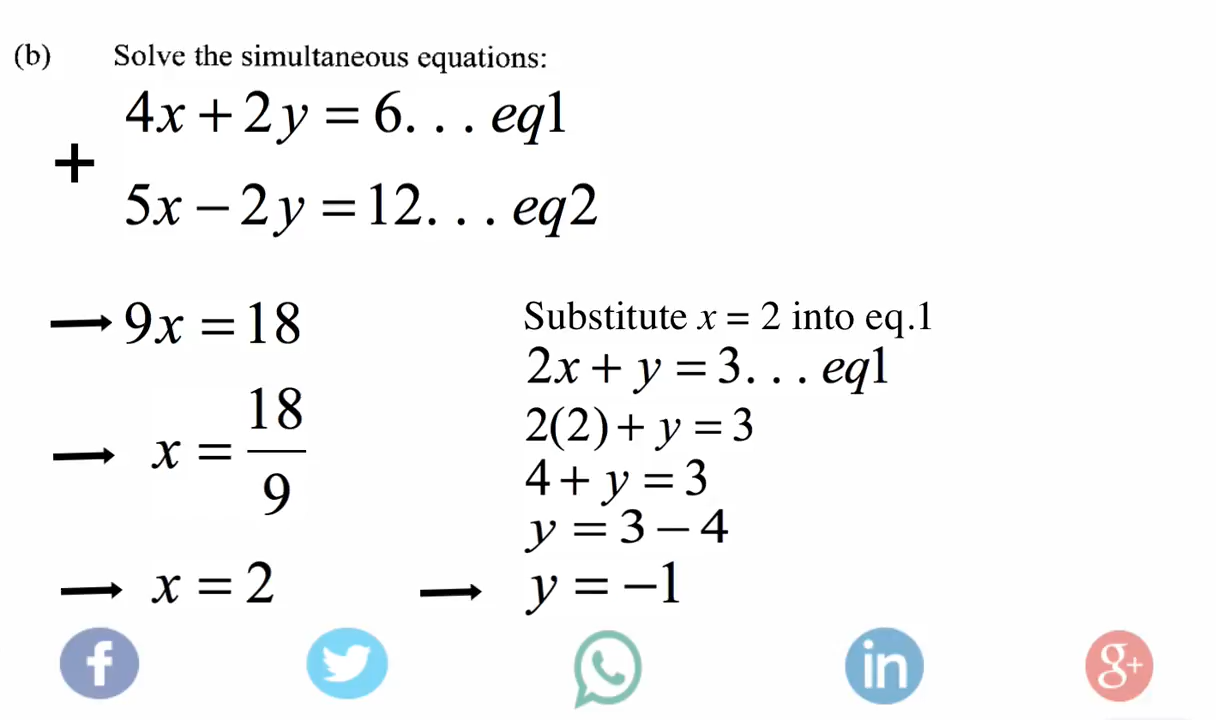 (b) Solve the simultaneous equations:
4x + 2y = 6. . . eq1
+
5x − 2y = 12. . . eq2
→ 9x = 18
→ x = 18/9
→ x = 2
Substitute x = 2 into eq.1
2x + y = 3. . . eq1
2(2) + y = 3
4 + y = 3
y = 3 − 4
→ y = −1
f
in
g+